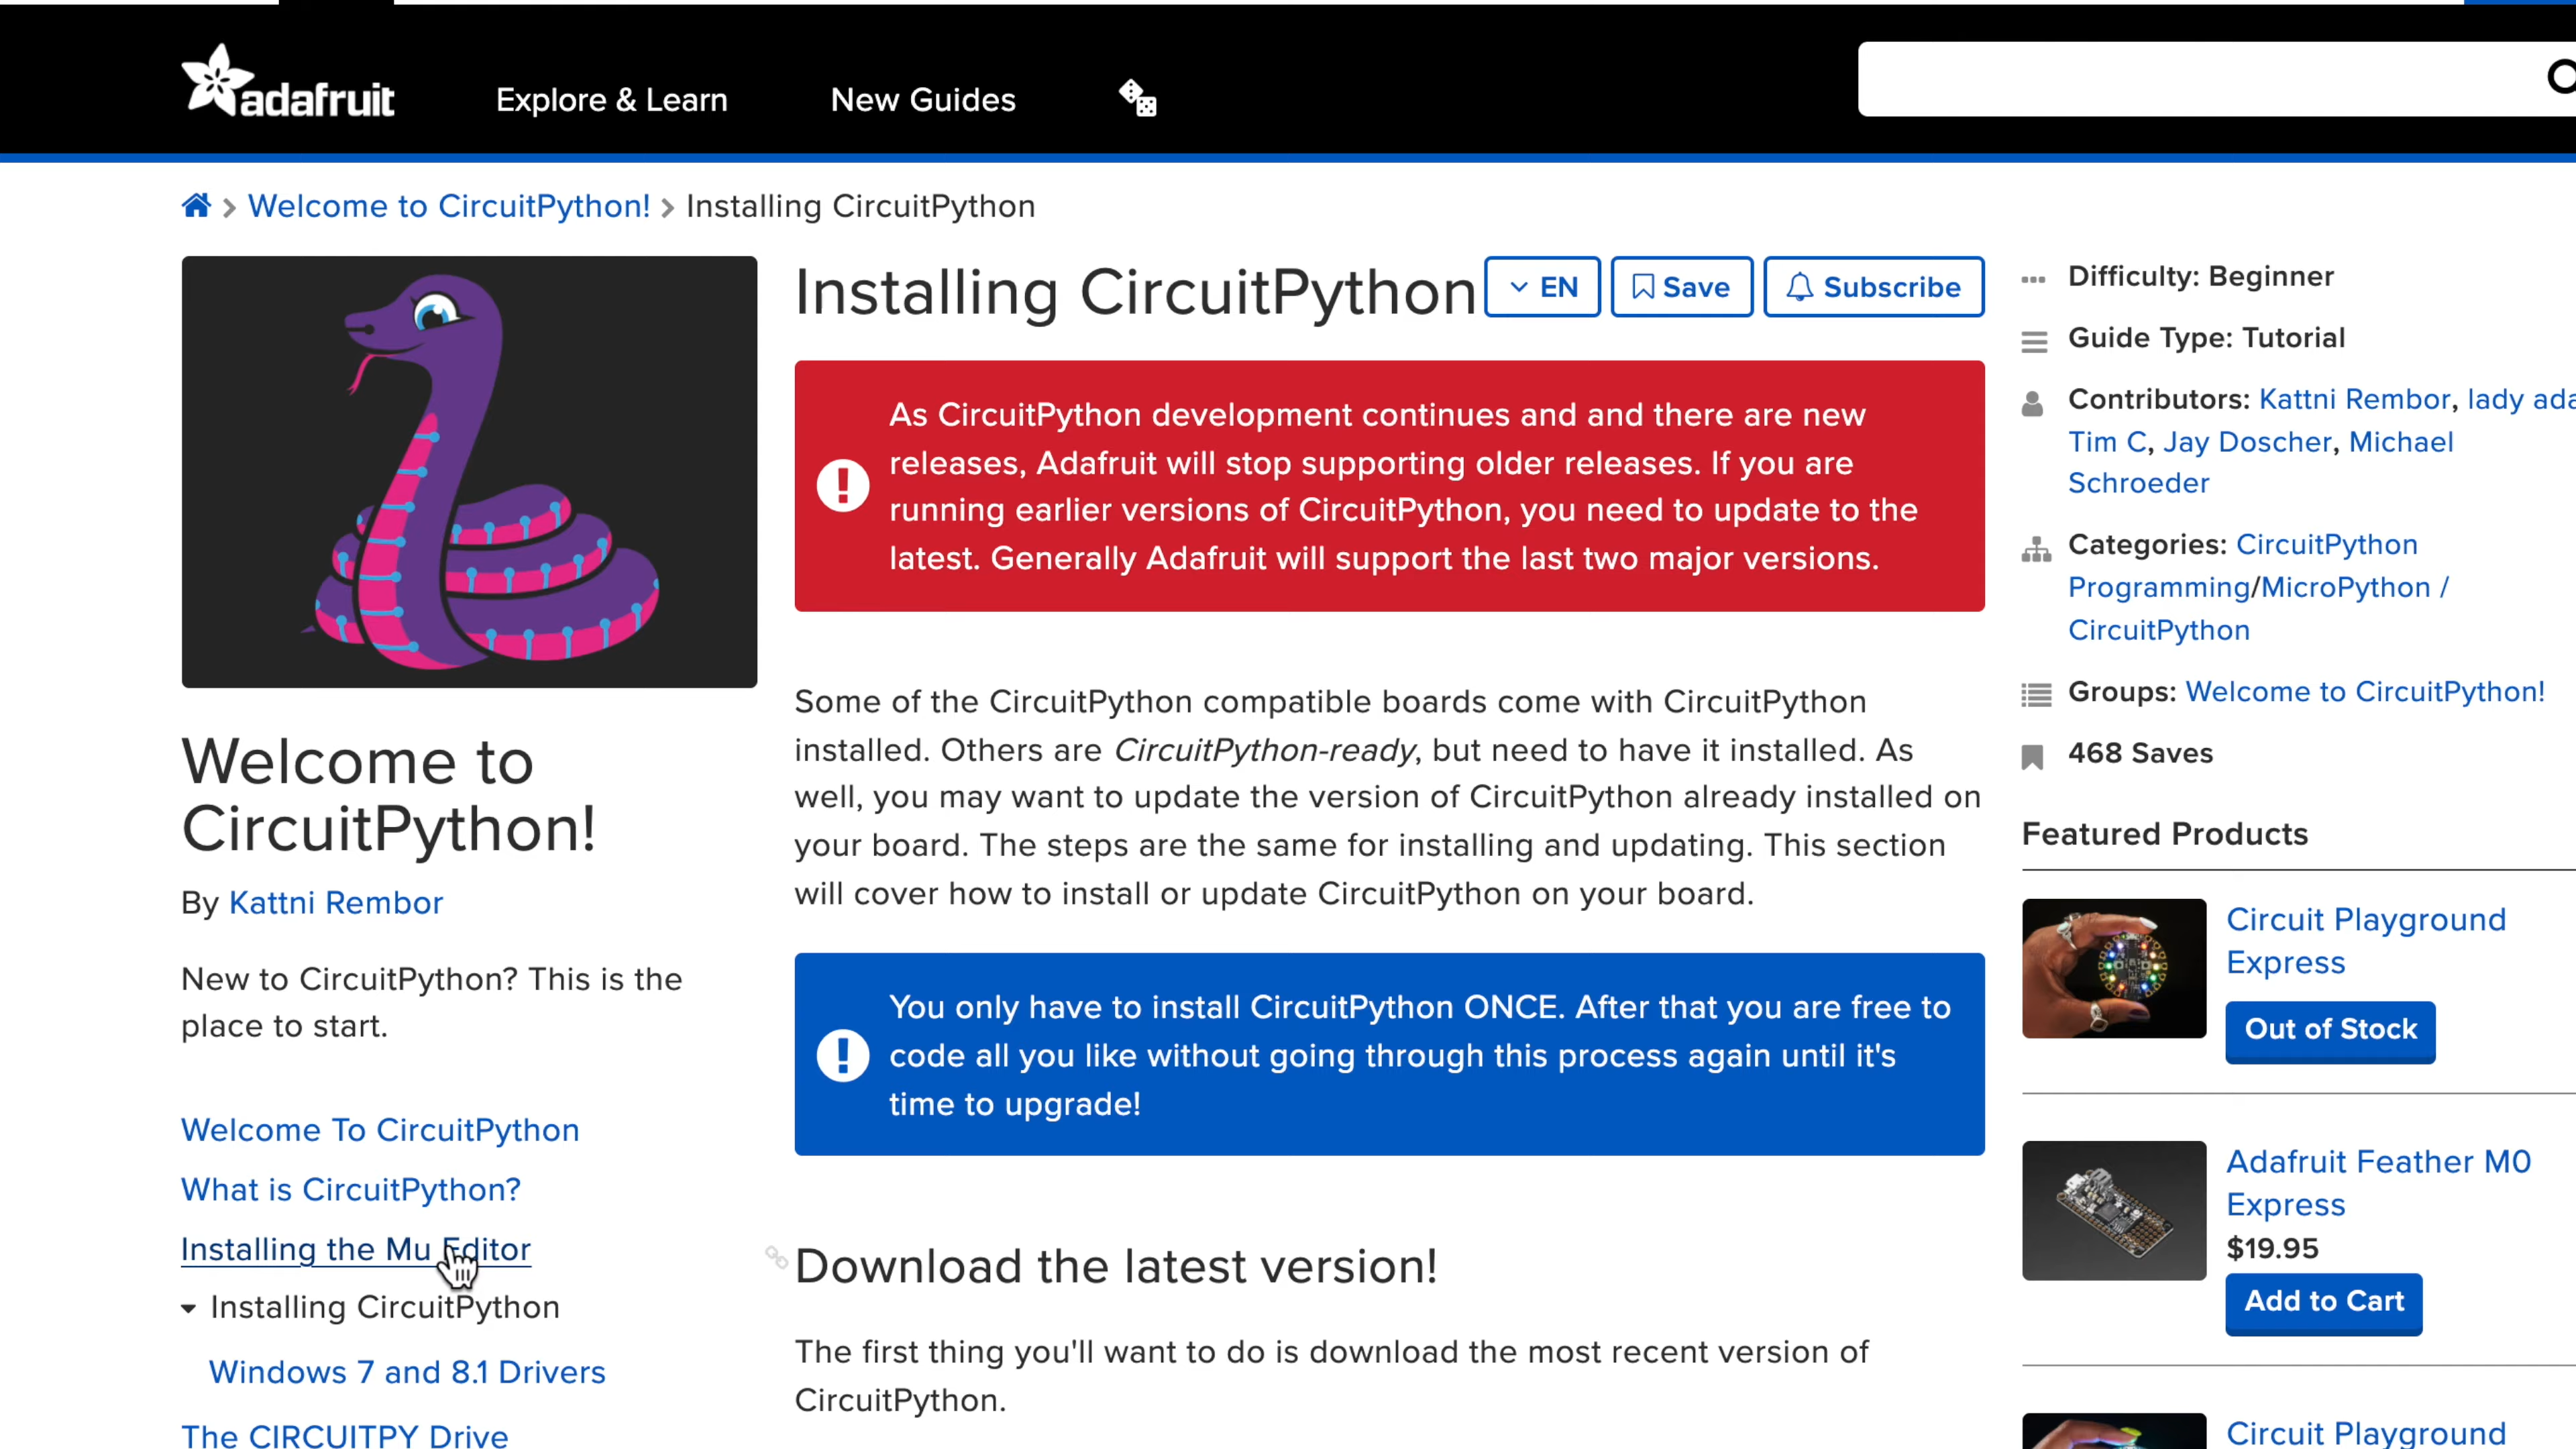 adafruit
Explore & Learn
New Guides
Welcome to CircuitPython! > Installing CircuitPython
Installing CircuitPython
EN
Save
Subscribe
As CircuitPython development continues and and there are new
releases, Adafruit will stop supporting older releases. If you are
running earlier versions of CircuitPython, you need to update to the
latest. Generally Adafruit will support the last two major versions.
Some of the CircuitPython compatible boards come with CircuitPython
installed. Others are CircuitPython-ready, but need to have it installed. As
well, you may want to update the version of CircuitPython already installed on
your board. The steps are the same for installing and updating. This section
will cover how to install or update CircuitPython on your board.
You only have to install CircuitPython ONCE. After that you are free to
code all you like without going through this process again until it's
time to upgrade!
Download the latest version!
The first thing you'll want to do is download the most recent version of
CircuitPython.
Welcome to
CircuitPython!
By Kattni Rembor
New to CircuitPython? This is the
place to start.
Welcome To CircuitPython
What is CircuitPython?
Installing the Mu Editor
Installing CircuitPython
Windows 7 and 8.1 Drivers
The CIRCUITPY Drive
Difficulty: Beginner
Guide Type: Tutorial
Contributors: Kattni Rembor, lady ada
Tim C, Jay Doscher, Michael
Schroeder
Categories: CircuitPython
Programming/MicroPython /
CircuitPython
Groups: Welcome to CircuitPython!
468 Saves
Featured Products
Circuit Playground
Express
Out of Stock
Adafruit Feather M0
Express
$19.95
Add to Cart
Circuit Playground